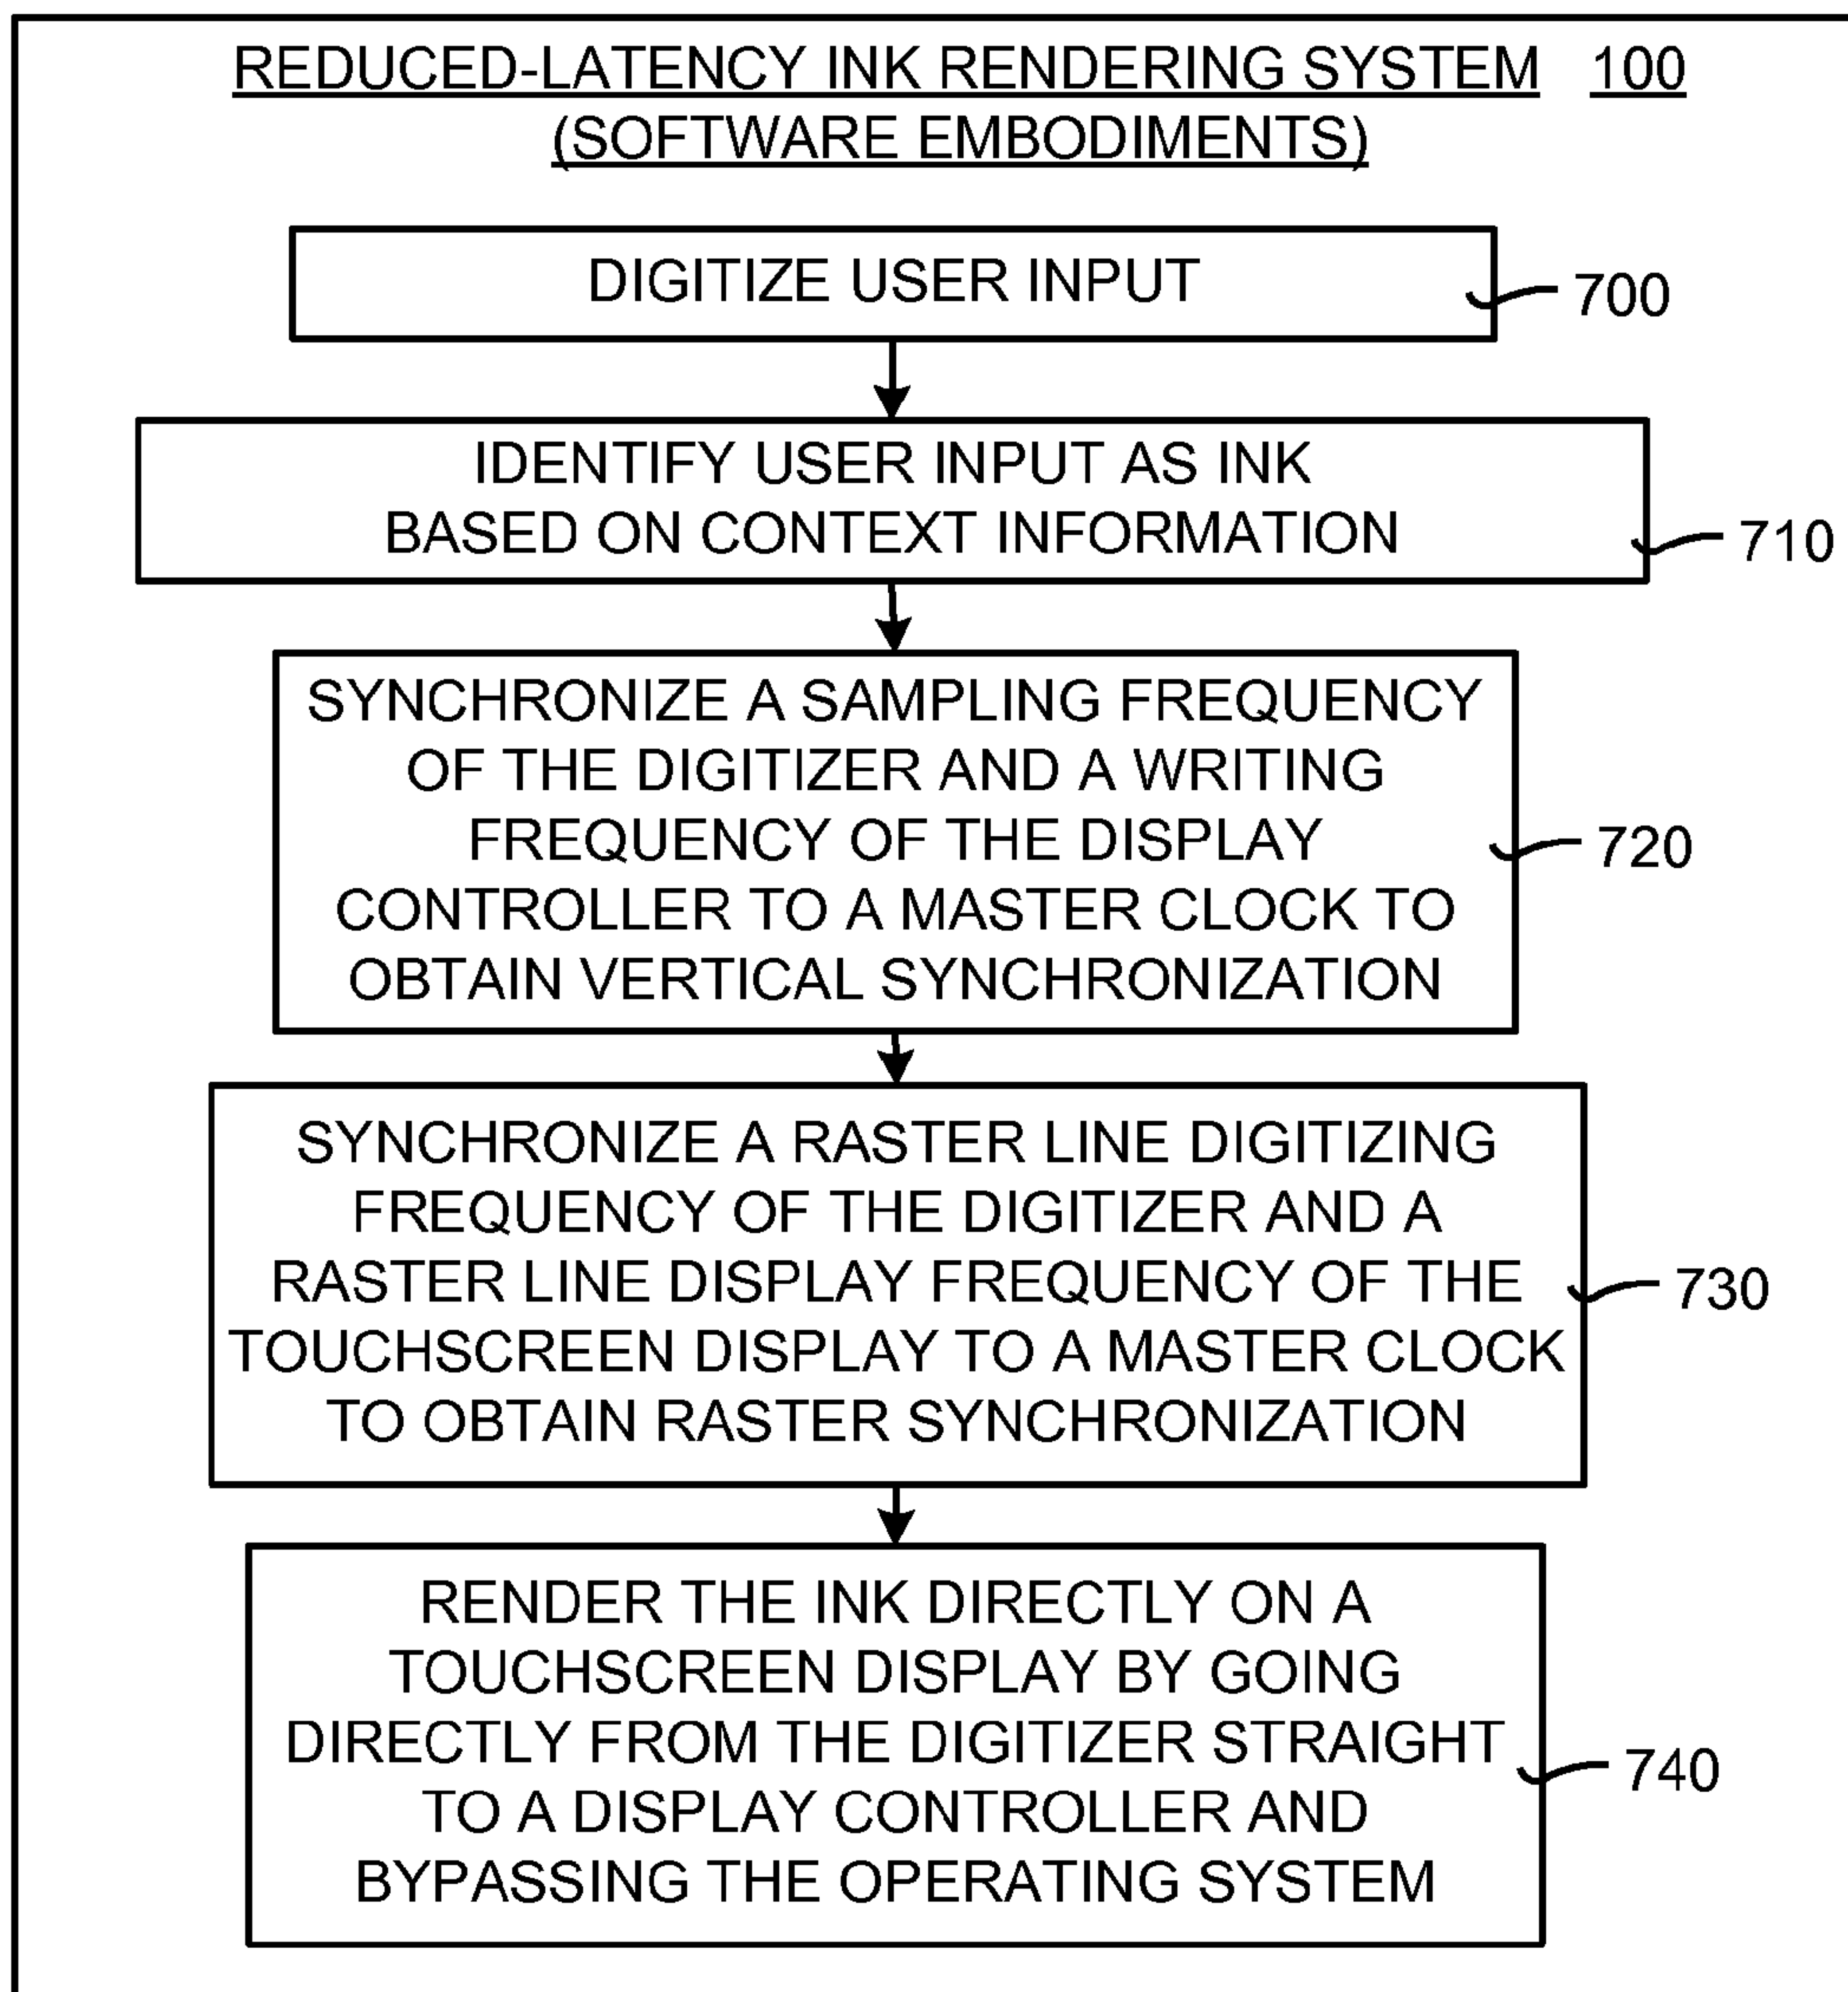 REDUCED-LATENCY INK RENDERING SYSTEM 100
(SOFTWARE EMBODIMENTS)
DIGITIZE USER INPUT
700
IDENTIFY USER INPUT AS INK
BASED ON CONTEXT INFORMATION
710
SYNCHRONIZE A SAMPLING FREQUENCY
OF THE DIGITIZER AND A WRITING
FREQUENCY OF THE DISPLAY
CONTROLLER TO A MASTER CLOCK TO
OBTAIN VERTICAL SYNCHRONIZATION
720
SYNCHRONIZE A RASTER LINE DIGITIZING
FREQUENCY OF THE DIGITIZER AND A
RASTER LINE DISPLAY FREQUENCY OF THE
TOUCHSCREEN DISPLAY TO A MASTER CLOCK
TO OBTAIN RASTER SYNCHRONIZATION
730
RENDER THE INK DIRECTLY ON A
TOUCHSCREEN DISPLAY BY GOING
DIRECTLY FROM THE DIGITIZER STRAIGHT
TO A DISPLAY CONTROLLER AND
BYPASSING THE OPERATING SYSTEM
740